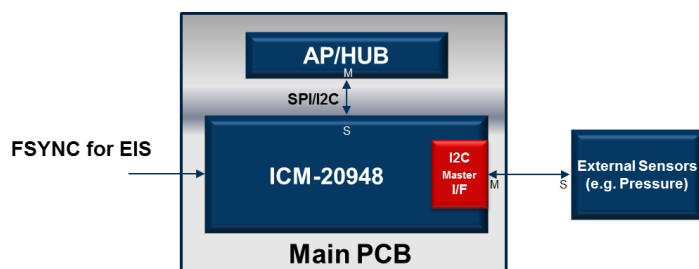 AP/HUB
M
SPI/I2C
S
FSYNC for EIS
ICM-20948
I2C
Master
I/F
M
S
External Sensors
(e.g. Pressure)
Main PCB